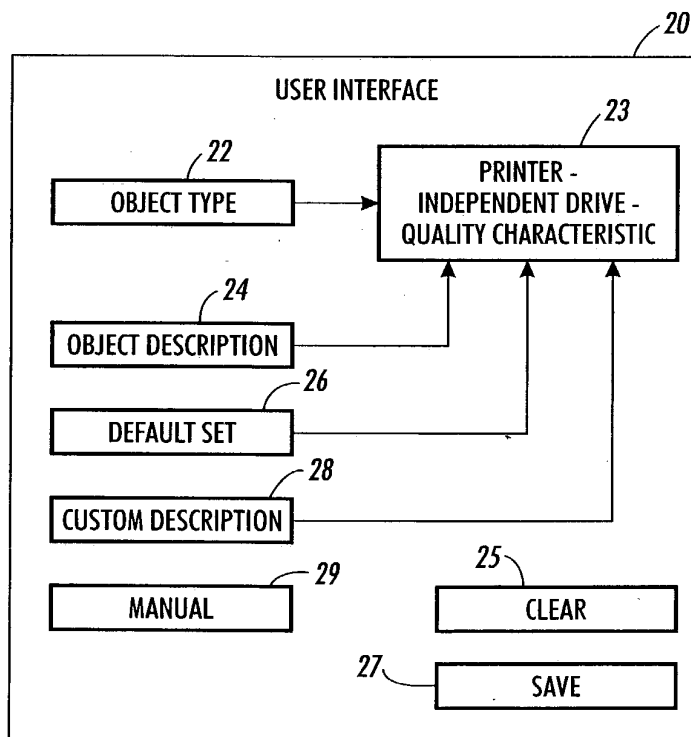 20
USER INTERFACE
22
23
OBJECT TYPE
PRINTER -
INDEPENDENT DRIVE -
QUALITY CHARACTERISTIC
24
OBJECT DESCRIPTION
26
DEFAULT SET
28
CUSTOM DESCRIPTION
29
25
MANUAL
CLEAR
27
SAVE